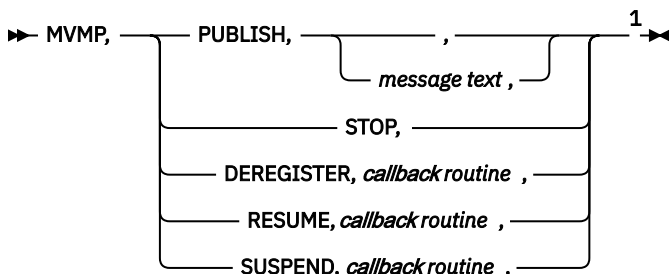 1
MVMP, PUBLISH, ,
message text ,
STOP,
DEREGISTER, callback routine ,
RESUME, callback routine ,
SUSPEND, callback routine ,